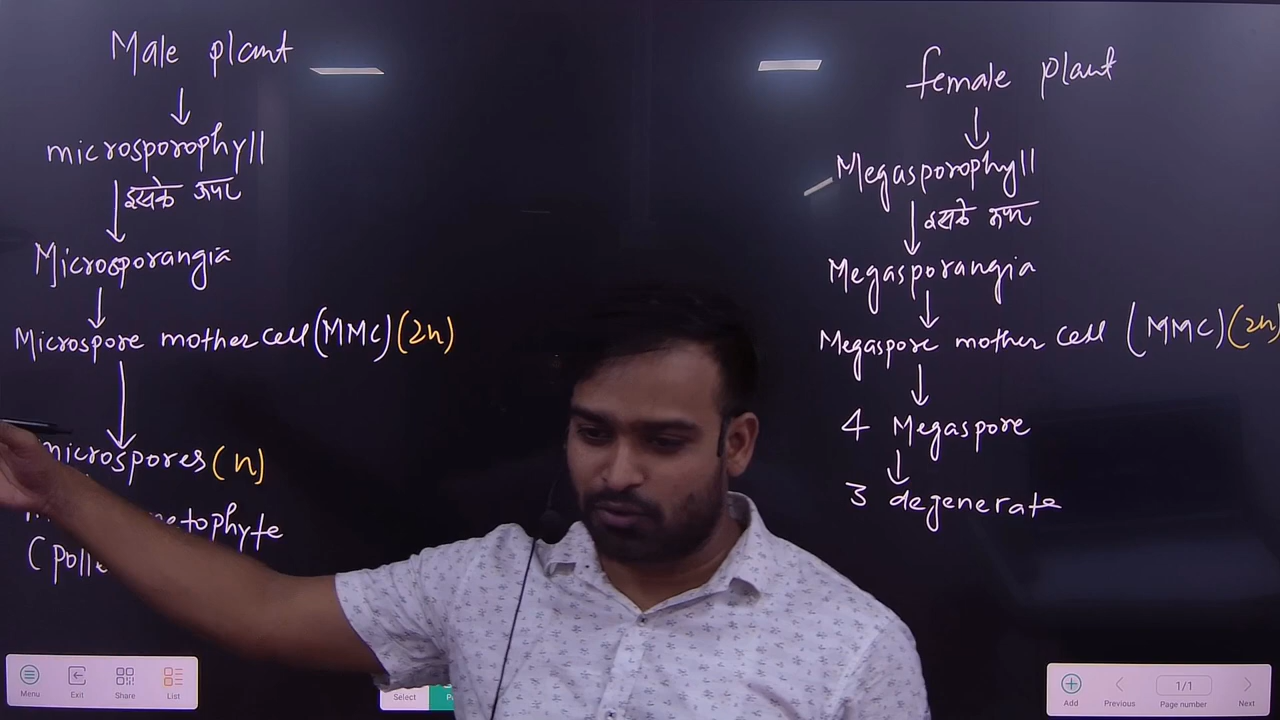 Male plant
microsporophyll
इसके ऊपर
Microsporangia
Microspore mother cell (MMC) (2n)
microspores (n)
female plant
Megasporophyll
इसके ऊपर
Megasporangia
Megaspore mother cell (MMC) (2n)
4 Megaspore
3 degenerate
Menu Exit Share List
Select
Add Previous 1/1 Page number Next